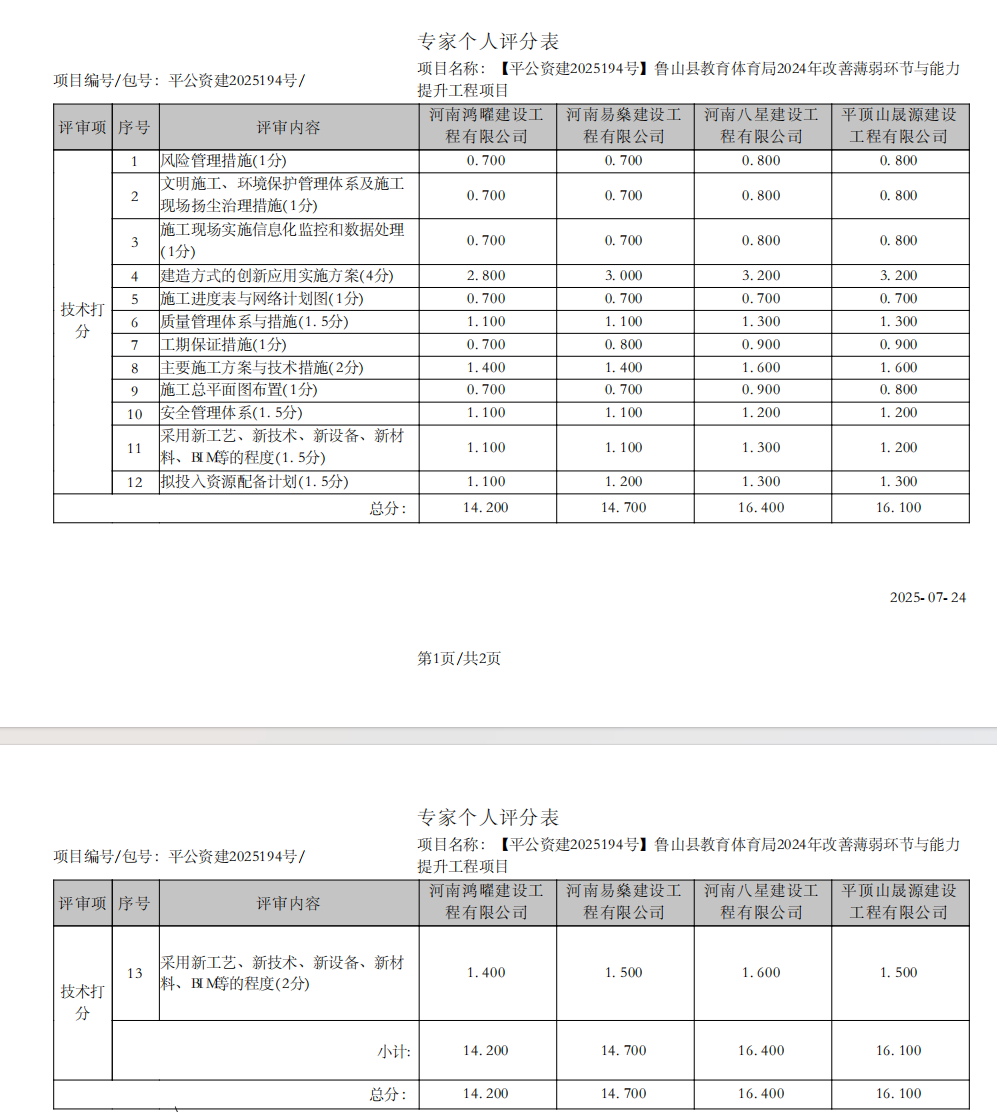 专家个人评分表
项目编号/包号：平公资建2025194号/
项目名称：【平公资建2025194号】鲁山县教育体育局2024年改善薄弱环节与能力
提升工程项目
评审项 序号 评审内容 河南鸿曜建设工 河南易燊建设工 河南八星建设工 平顶山晟源建设
程有限公司 程有限公司 程有限公司 工程有限公司
1 风险管理措施(1分) 0.700 0.700 0.800 0.800
文明施工、环境保护管理体系及施工
2 现场扬尘治理措施(1分) 0.700 0.700 0.800 0.800
施工现场实施信息化监控和数据处理
3 (1分) 0.700 0.700 0.800 0.800
4 建造方式的创新应用实施方案(4分) 2.800 3.000 3.200 3.200
5 施工进度表与网络计划图(1分) 0.700 0.700 0.700 0.700
技术打
分
6 质量管理体系与措施(1.5分) 1.100 1.100 1.300 1.300
7 工期保证措施(1分) 0.700 0.800 0.900 0.900
8 主要施工方案与技术措施(2分) 1.400 1.400 1.600 1.600
9 施工总平面图布置(1分) 0.700 0.700 0.900 0.800
10 安全管理体系(1.5分) 1.100 1.100 1.200 1.200
采用新工艺、新技术、新设备、新材
11 料、BIM等的程度(1.5分) 1.100 1.100 1.300 1.200
12 拟投入资源配备计划(1.5分) 1.100 1.200 1.300 1.300
总分： 14.200 14.700 16.400 16.100
2025-07-24
第1页/共2页
专家个人评分表
项目编号/包号：平公资建2025194号/
项目名称：【平公资建2025194号】鲁山县教育体育局2024年改善薄弱环节与能力
提升工程项目
评审项 序号 评审内容 河南鸿曜建设工 河南易燊建设工 河南八星建设工 平顶山晟源建设
程有限公司 程有限公司 程有限公司 工程有限公司
采用新工艺、新技术、新设备、新材
13 料、BIM等的程度(2分) 1.400 1.500 1.600 1.500
技术打
分
小计: 14.200 14.700 16.400 16.100
总分： 14.200 14.700 16.400 16.100